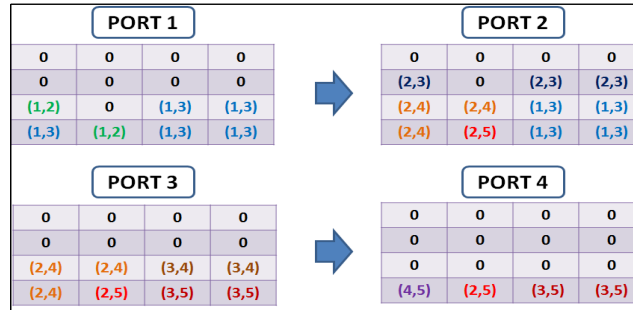 PORT 1
0 0 0 0
0 0 0 0
(1,2) 0 (1,3) (1,3)
(1,3) (1,2) (1,3) (1,3)
PORT 2
0 0 0 0
(2,3) 0 (2,3) (2,3)
(2,4) (2,4) (1,3) (1,3)
(2,4) (2,5) (1,3) (1,3)
PORT 3
0 0 0 0
0 0 0 0
(2,4) (2,4) (3,4) (3,4)
(2,4) (2,5) (3,5) (3,5)
PORT 4
0 0 0 0
0 0 0 0
0 0 0 0
(4,5) (2,5) (3,5) (3,5)